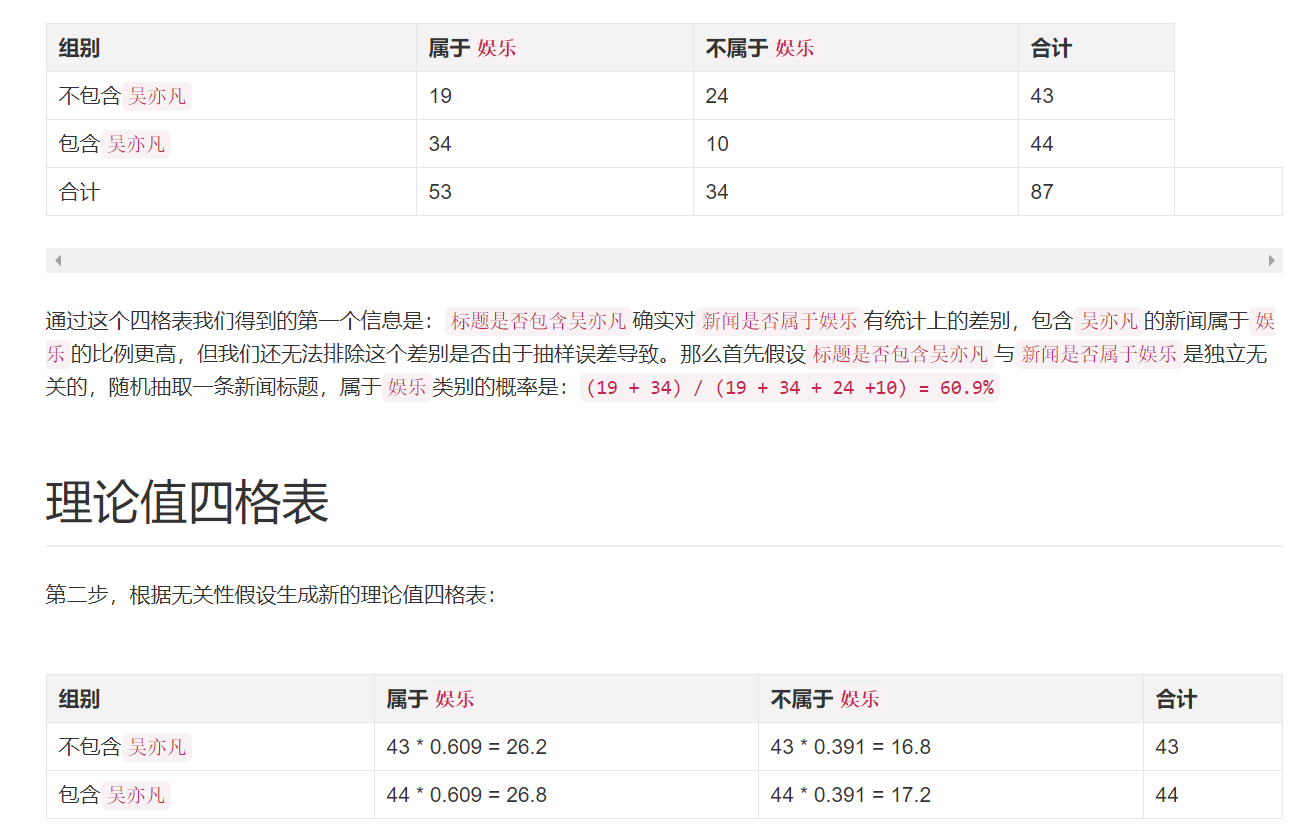 组别 属于 娱乐 不属于 娱乐 合计
不包含 吴亦凡 19 24 43
包含 吴亦凡 34 10 44
合计 53 34 87
通过这个四格表我们得到的第一个信息是： 标题是否包含吴亦凡 确实对 新闻是否属于娱乐 有统计上的差别，包含 吴亦凡 的新闻属于 娱
乐 的比例更高，但我们还无法排除这个差别是否由于抽样误差导致。那么首先假设 标题是否包含吴亦凡 与 新闻是否属于娱乐 是独立无
关的，随机抽取一条新闻标题，属于 娱乐 类别的概率是： (19 + 34) / (19 + 34 + 24 +10) = 60.9%
理论值四格表
第二步，根据无关性假设生成新的理论值四格表：
组别 属于 娱乐 不属于 娱乐 合计
不包含 吴亦凡 43 * 0.609 = 26.2 43 * 0.391 = 16.8 43
包含 吴亦凡 44 * 0.609 = 26.8 44 * 0.391 = 17.2 44